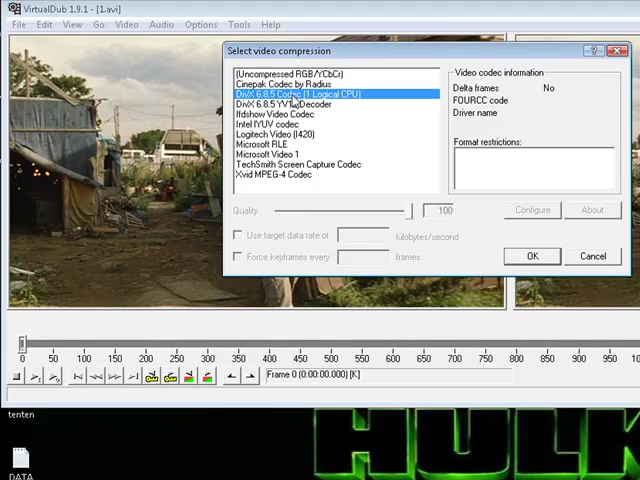 VirtualDub 1.9.1 - [1.avi]
File Edit View Go Video Audio Options Tools Help
Select video compression
(Uncompressed RGB/YCbCr)
Cinepak Codec by Radius
DivX 6.8.5 Codec (1 Logical CPU)
DivX 6.8.5 Decoder
ffdshow Video Codec
Intel IYUV codec
Logitech Video (I420)
Microsoft RLE
Microsoft Video 1
TechSmith Screen Capture Codec
Xvid MPEG-4 Codec
Video codec information
Delta frames No
FOURCC code
Driver name
Format restrictions:
Quality 100
Configure About
Use target data rate of kilobytes/second
Force keyframes every frames
OK Cancel
0 50 100 150 200 250 300 350 400 450 500 550 600 650 700 750 800 850 900 950
Frame 0 (0:00:00.000) [K]
tenten
HULK
DATA